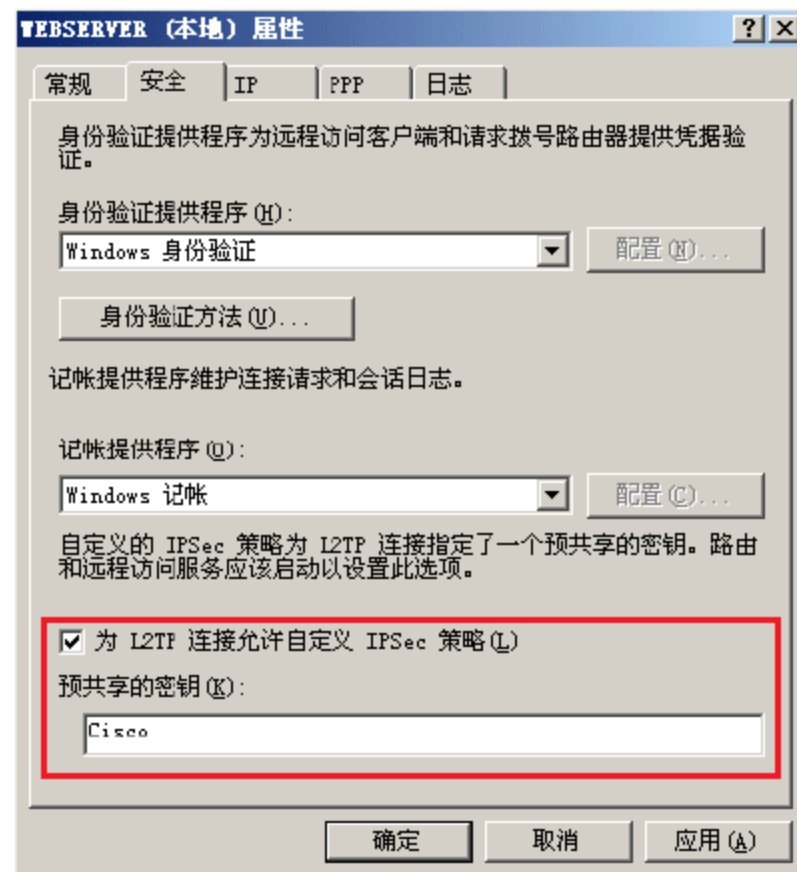 WEBSERVER (本地) 属性
常规 安全 IP PPP 日志
身份验证提供程序为远程访问客户端和请求拨号路由器提供凭据验
证。
身份验证提供程序(H):
Windows 身份验证 配置(N)...
身份验证方法(U)...
记帐提供程序维护连接请求和会话日志。
记帐提供程序(O):
Windows 记帐 配置(C)...
自定义的 IPSec 策略为 L2TP 连接指定了一个预共享的密钥。路由
和远程访问服务应该启动以设置此选项。
为 L2TP 连接允许自定义 IPSec 策略(L)
预共享的密钥(K):
Cisco
确定 取消 应用(A)